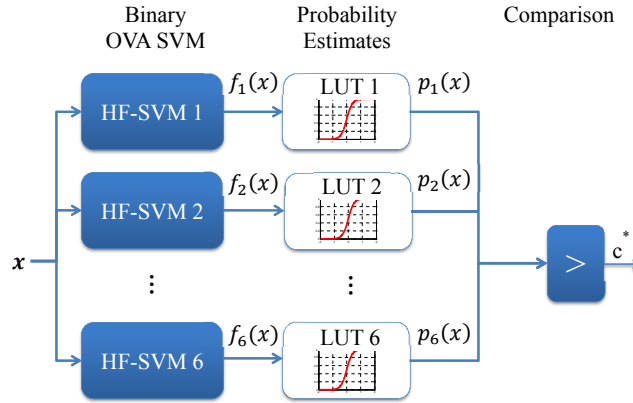 Binary
OVA SVM
Probability
Estimates
Comparison
HF-SVM 1
f₁(x)
LUT 1
p₁(x)
HF-SVM 2
f₂(x)
LUT 2
p₂(x)
x
⋮
⋮
>
c*
HF-SVM 6
f₆(x)
LUT 6
p₆(x)